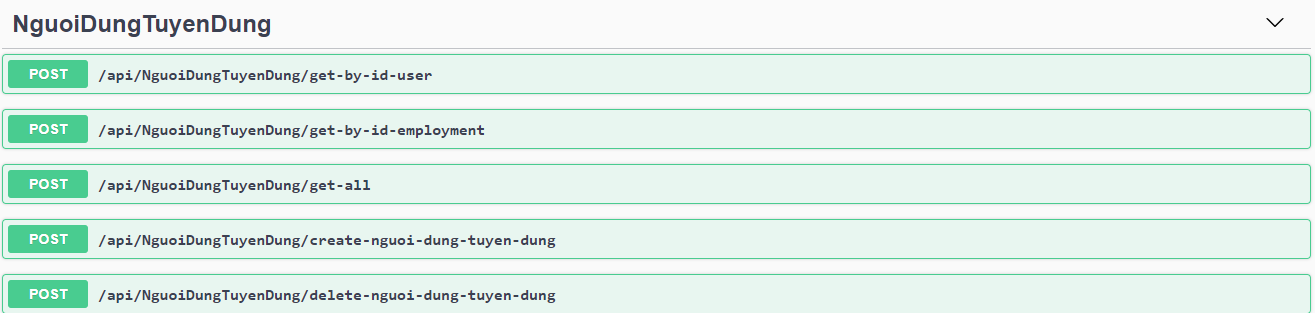 NguoiDungTuyenDung
POST /api/NguoiDungTuyenDung/get-by-id-user
POST /api/NguoiDungTuyenDung/get-by-id-employment
POST /api/NguoiDungTuyenDung/get-all
POST /api/NguoiDungTuyenDung/create-nguoi-dung-tuyen-dung
POST /api/NguoiDungTuyenDung/delete-nguoi-dung-tuyen-dung